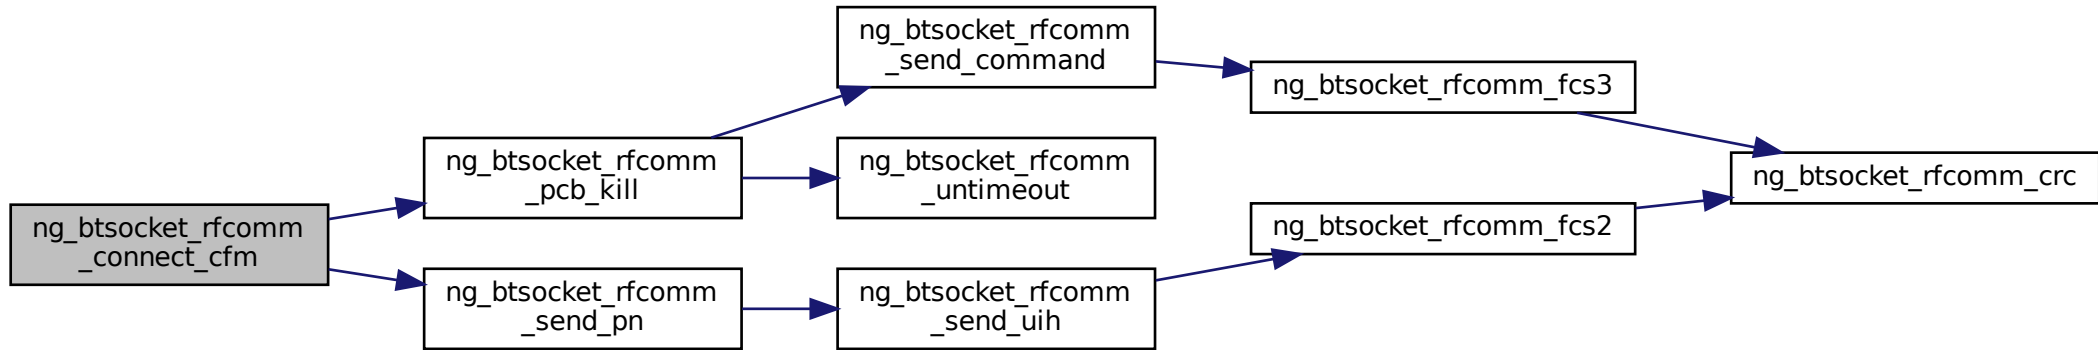 ng_btsocket_rfcomm
_connect_cfm
ng_btsocket_rfcomm
_pcb_kill
ng_btsocket_rfcomm
_send_pn
ng_btsocket_rfcomm
_send_command
ng_btsocket_rfcomm
_untimeout
ng_btsocket_rfcomm
_send_uih
ng_btsocket_rfcomm_fcs3
ng_btsocket_rfcomm_fcs2
ng_btsocket_rfcomm_crc